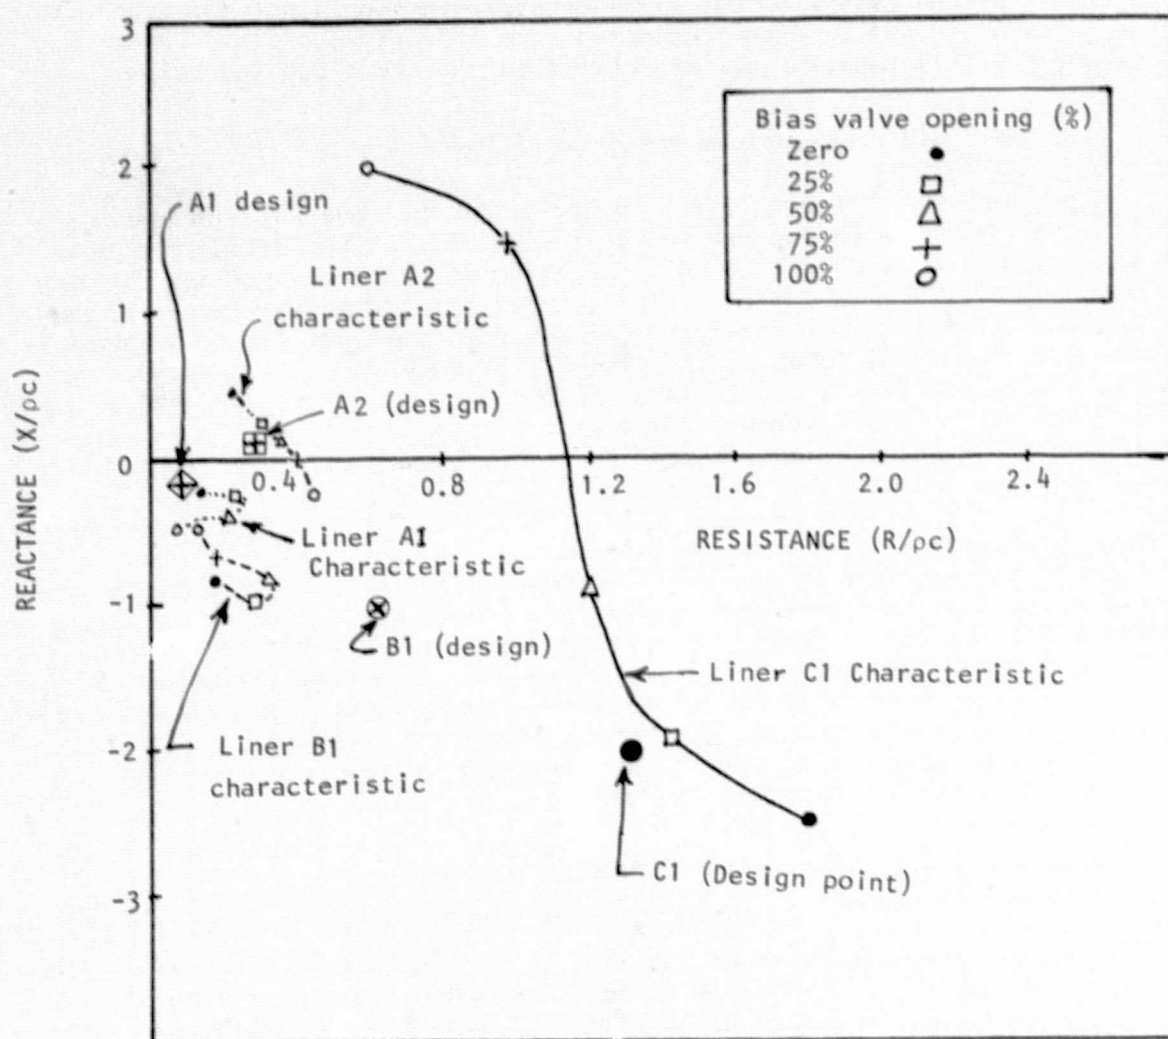 3
2
1
0
-1
-2
-3
REACTANCE (X/ρc)
Bias valve opening (%)
Zero
25%
50%
75%
100%
A1 design
Liner A2
characteristic
A2 (design)
0.4
0.8
1.2
1.6
2.0
2.4
RESISTANCE (R/ρc)
Liner A1
Characteristic
B1 (design)
Liner C1 Characteristic
Liner B1
characteristic
C1 (Design point)